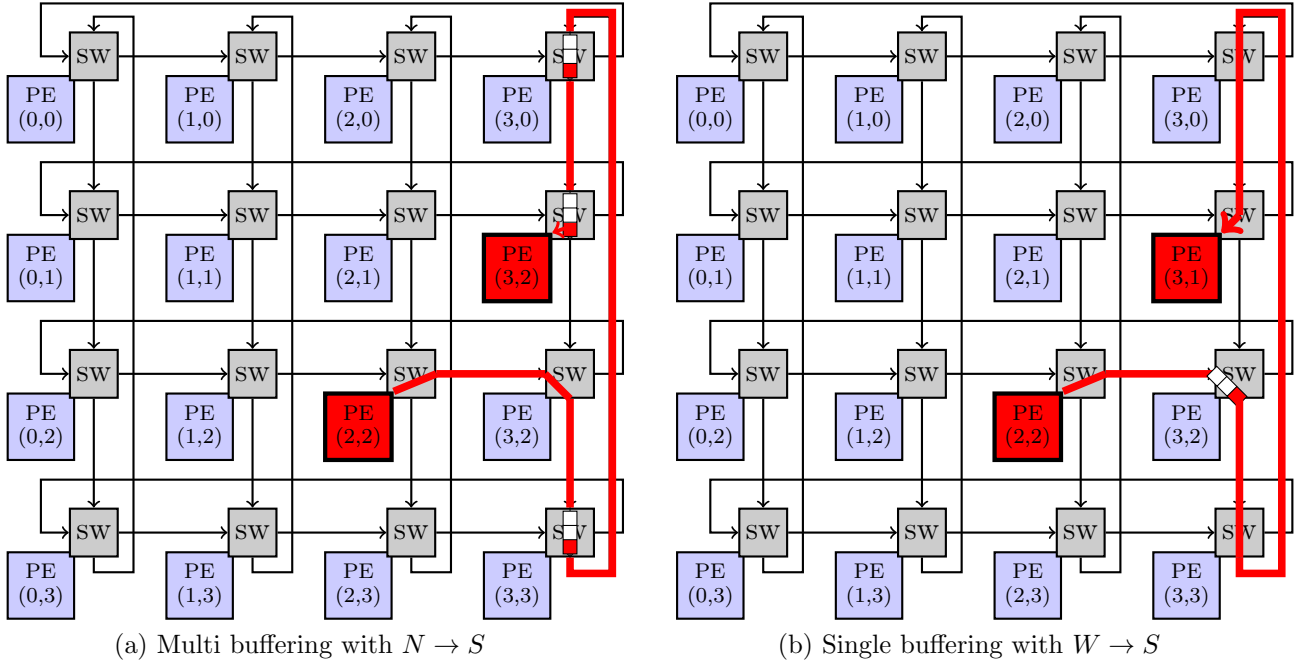 SW SW SW SW
PE PE PE PE
(0,0) (1,0) (2,0) (3,0)
SW SW SW SW
PE PE PE PE
(0,1) (1,1) (2,1) (3,2)
SW SW SW SW
PE PE PE PE
(0,2) (1,2) (2,2) (3,2)
SW SW SW SW
PE PE PE PE
(0,3) (1,3) (2,3) (3,3)
(a) Multi buffering with N → S
SW SW SW SW
PE PE PE PE
(0,0) (1,0) (2,0) (3,0)
SW SW SW SW
PE PE PE PE
(0,1) (1,1) (2,1) (3,1)
SW SW SW SW
PE PE PE PE
(0,2) (1,2) (2,2) (3,2)
SW SW SW SW
PE PE PE PE
(0,3) (1,3) (2,3) (3,3)
(b) Single buffering with W → S